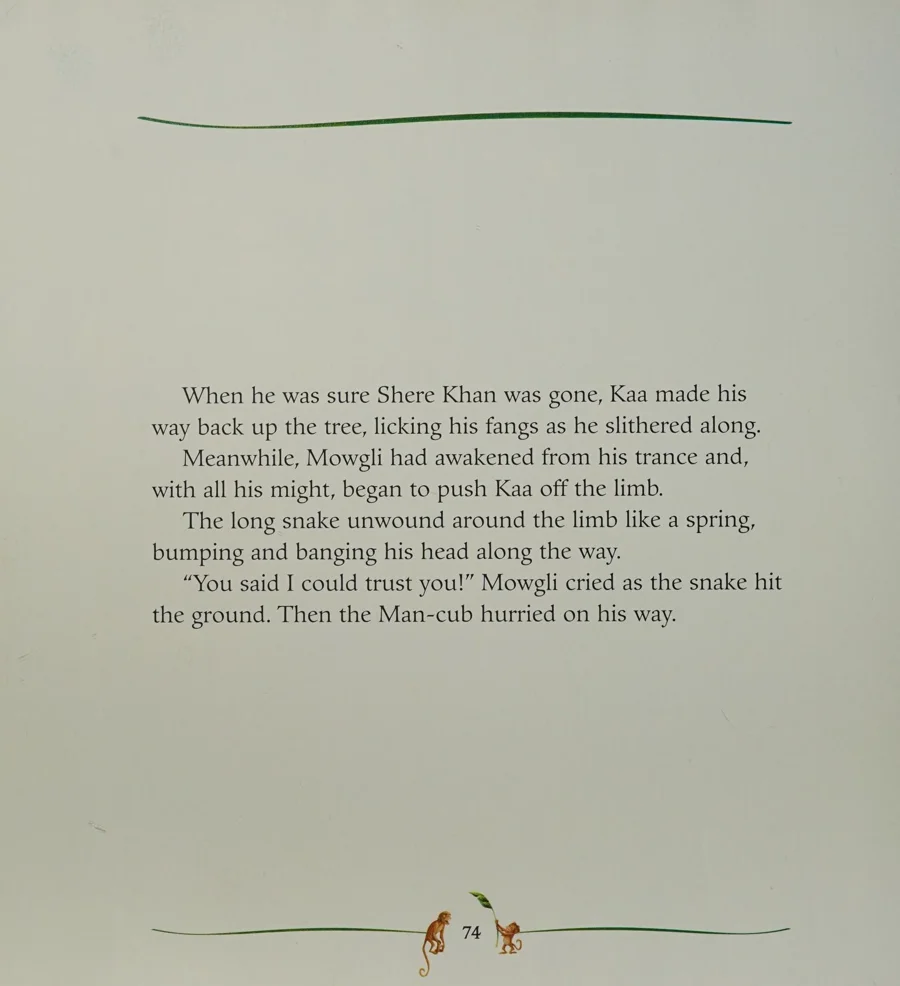 When he was sure Shere Khan was gone, Kaa made his
way back up the tree, licking his fangs as he slithered along.
Meanwhile, Mowgli had awakened from his trance and,
with all his might, began to push Kaa off the limb.
The long snake unwound around the limb like a spring,
bumping and banging his head along the way.
“You said I could trust you!” Mowgli cried as the snake hit
the ground. Then the Man-cub hurried on his way.
74